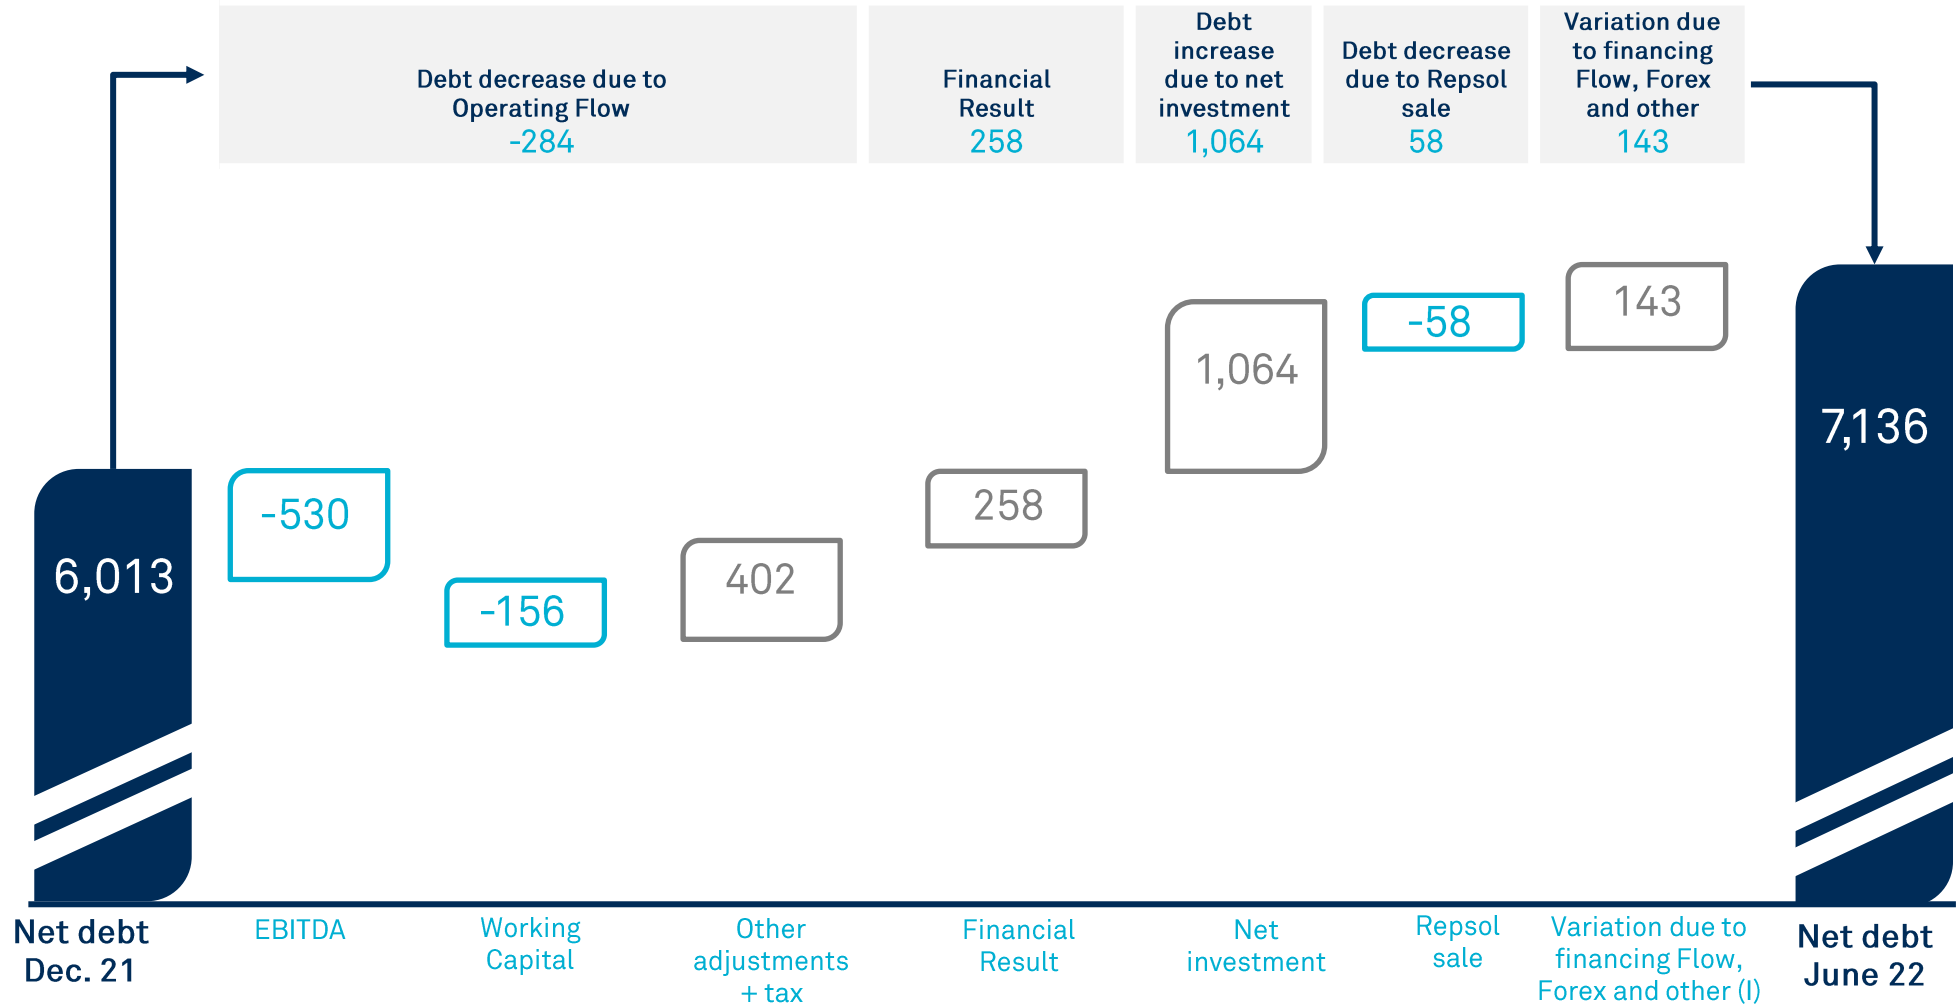 Debt decrease due to
Operating Flow
-284
Financial
Result
258
Debt
increase
due to net
investment
1,064
Debt decrease
due to Repsol
sale
58
Variation due
to financing
Flow, Forex
and other
143
6,013
-530
-156
402
258
1,064
-58
143
7,136
Net debt
Dec. 21
EBITDA
Working
Capital
Other
adjustments
+ tax
Financial
Result
Net
investment
Repsol
sale
Variation due to
financing Flow,
Forex and other (I)
Net debt
June 22